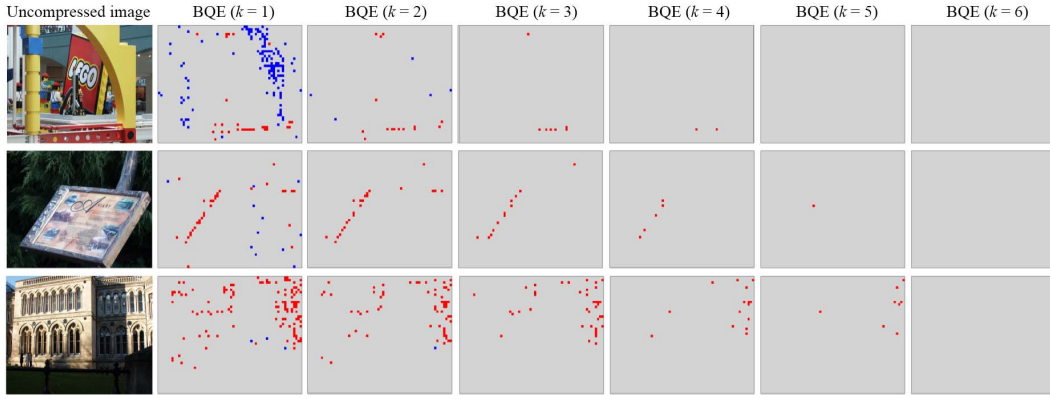 Uncompressed image BQE (k = 1) BQE (k = 2) BQE (k = 3) BQE (k = 4) BQE (k = 5) BQE (k = 6)
LEGO